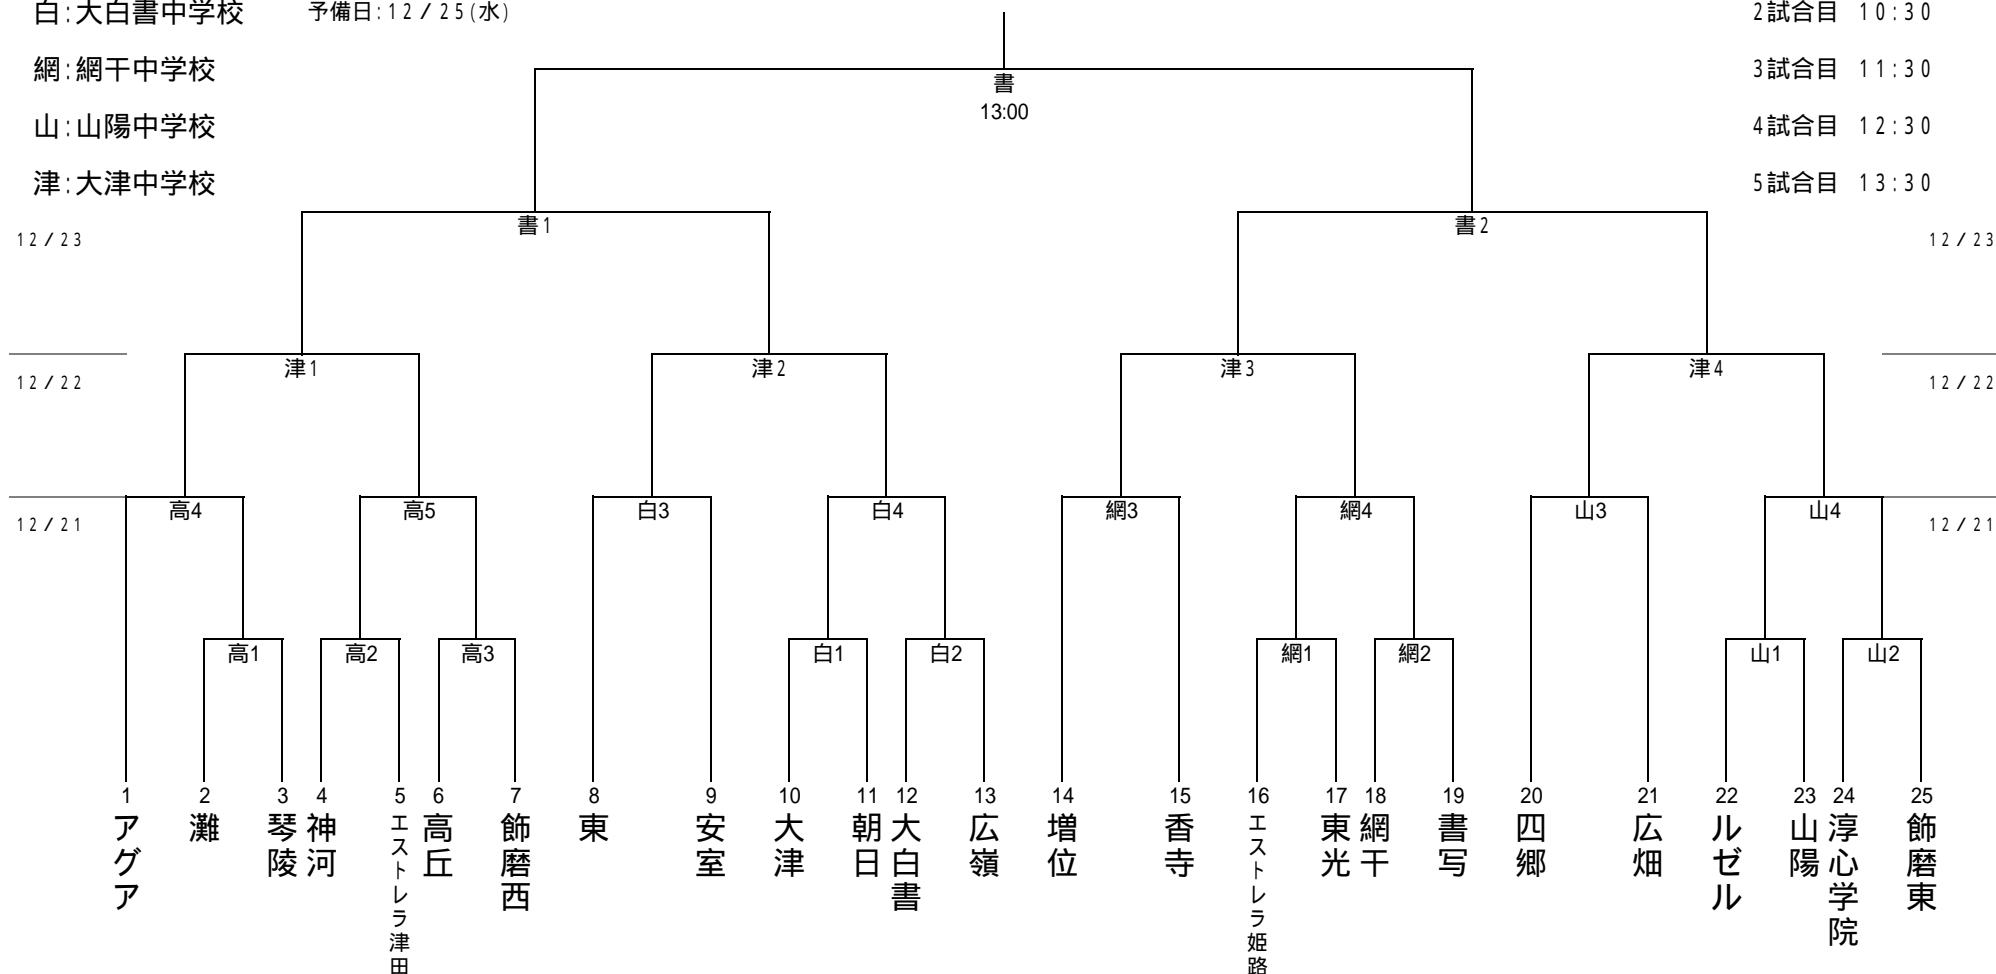 白:大白書中学校 予備日:12/25(水) 2試合目 10:30
網:網干中学校 書 3試合目 11:30
13:00
山:山陽中学校 4試合目 12:30
津:大津中学校 5試合目 13:30
12/23 書1 書2 12/23
12/22 津1 津2 津3 津4 12/22
12/21 高4 高5 白3 白4 網3 網4 山3 山4 12/21
高1 高2 高3 白1 白2 網1 網2 山1 山2
1 2 3 4 5 6 7 8 9 10 11 12 13 14 15 16 17 18 19 20 21 22 23 24 25
アグア
灘
琴陵
神河
エストレラ津田
高丘
飾磨西
東
安室
大津
朝日
大白書
広嶺
増位
香寺
エストレラ姫路
東光
網干
書写
四郷
広畑
ルゼル
山陽
淳心学院
飾磨東